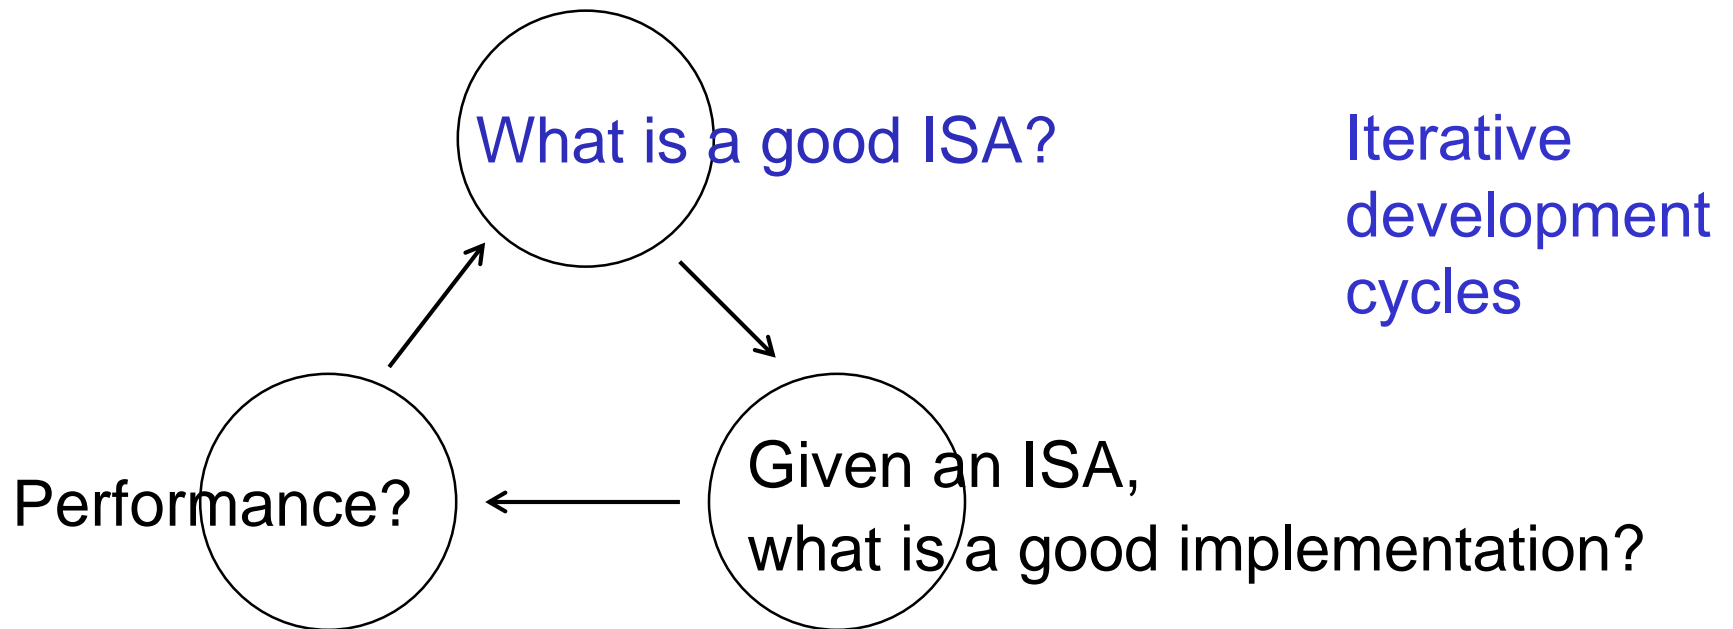 What is a good ISA?
Iterative
development
cycles
Performance?
Given an ISA,
what is a good implementation?